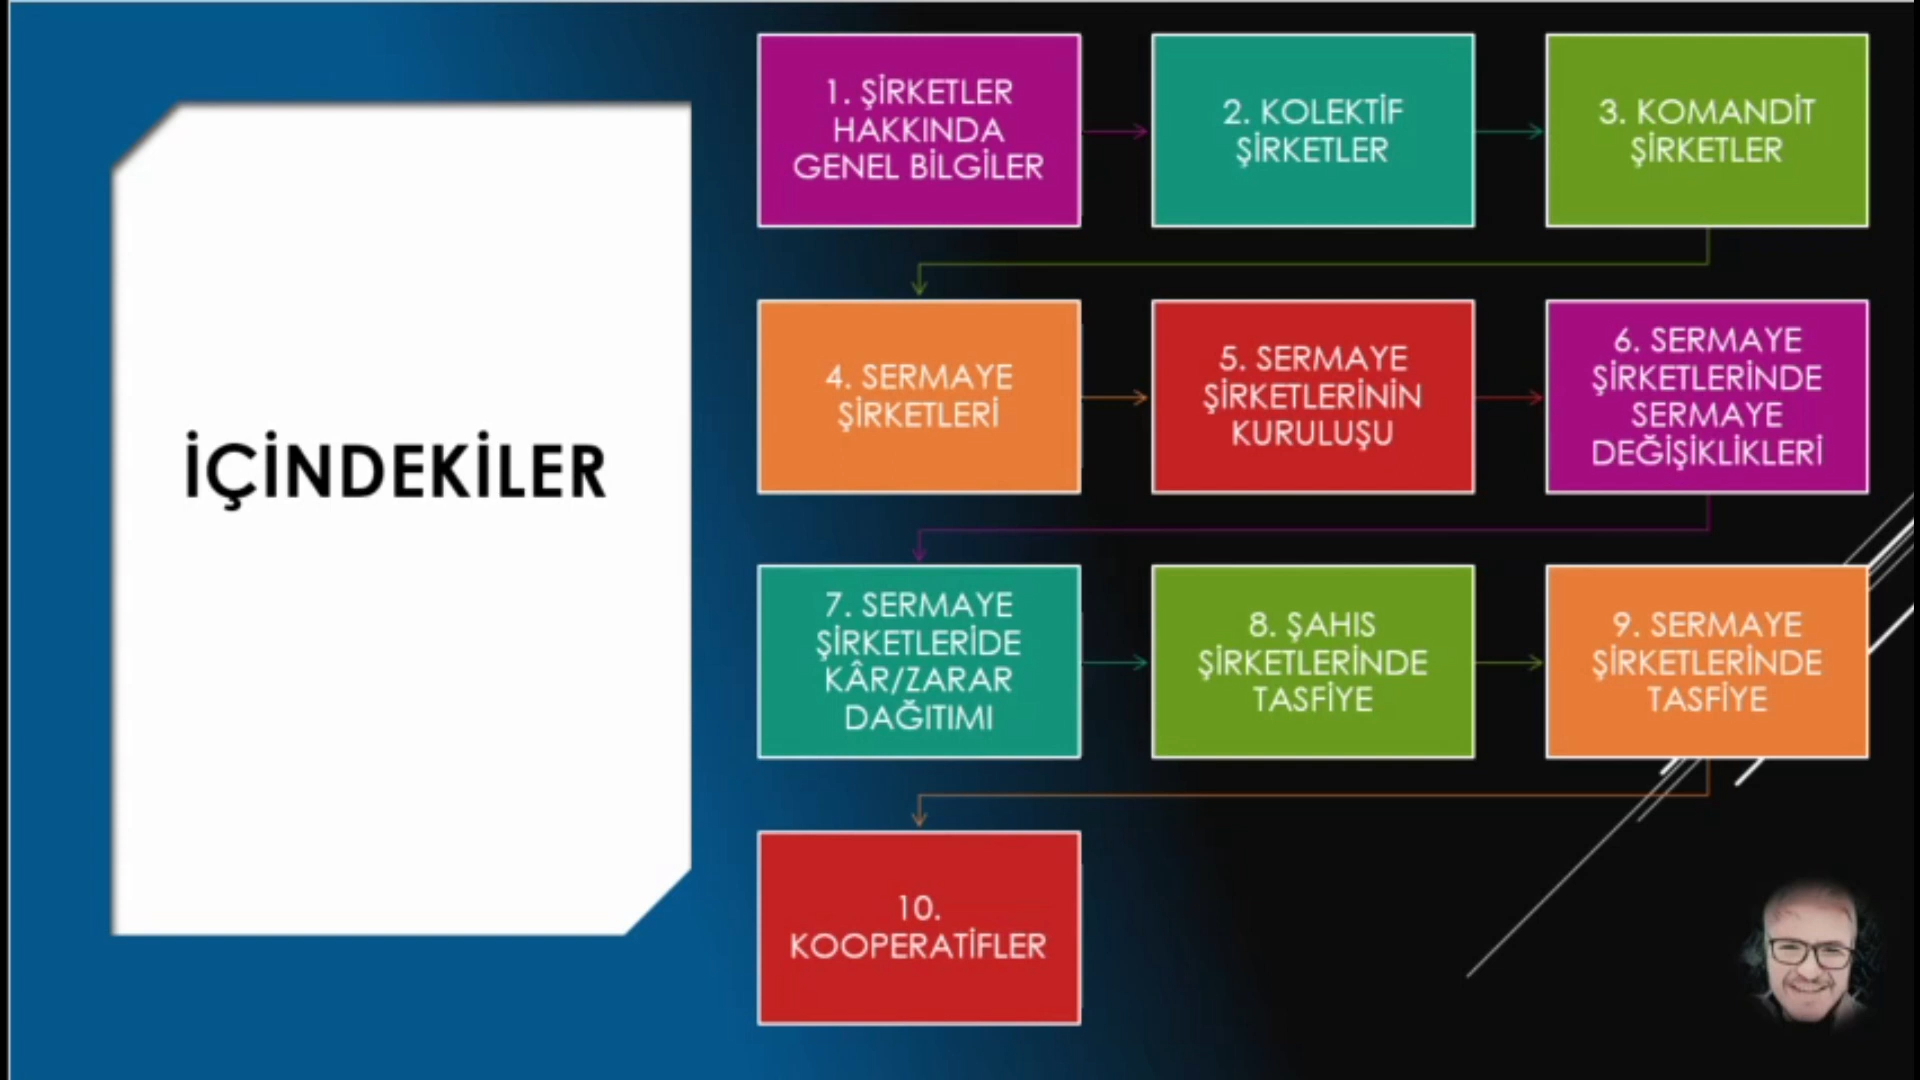 İÇİNDEKİLER
1. ŞİRKETLER
HAKKINDA
GENEL BİLGİLER
2. KOLEKTİF
ŞİRKETLER
3. KOMANDİT
ŞİRKETLER
4. SERMAYE
ŞİRKETLERİ
5. SERMAYE
ŞİRKETLERİNİN
KURULUŞU
6. SERMAYE
ŞİRKETLERİNDE
SERMAYE
DEĞİŞİKLİKLERİ
7. SERMAYE
ŞİRKETLERİDE
KÂR/ZARAR
DAĞITIMI
8. ŞAHIS
ŞİRKETLERİNDE
TASFİYE
9. SERMAYE
ŞİRKETLERİNDE
TASFİYE
10.
KOOPERATİFLER